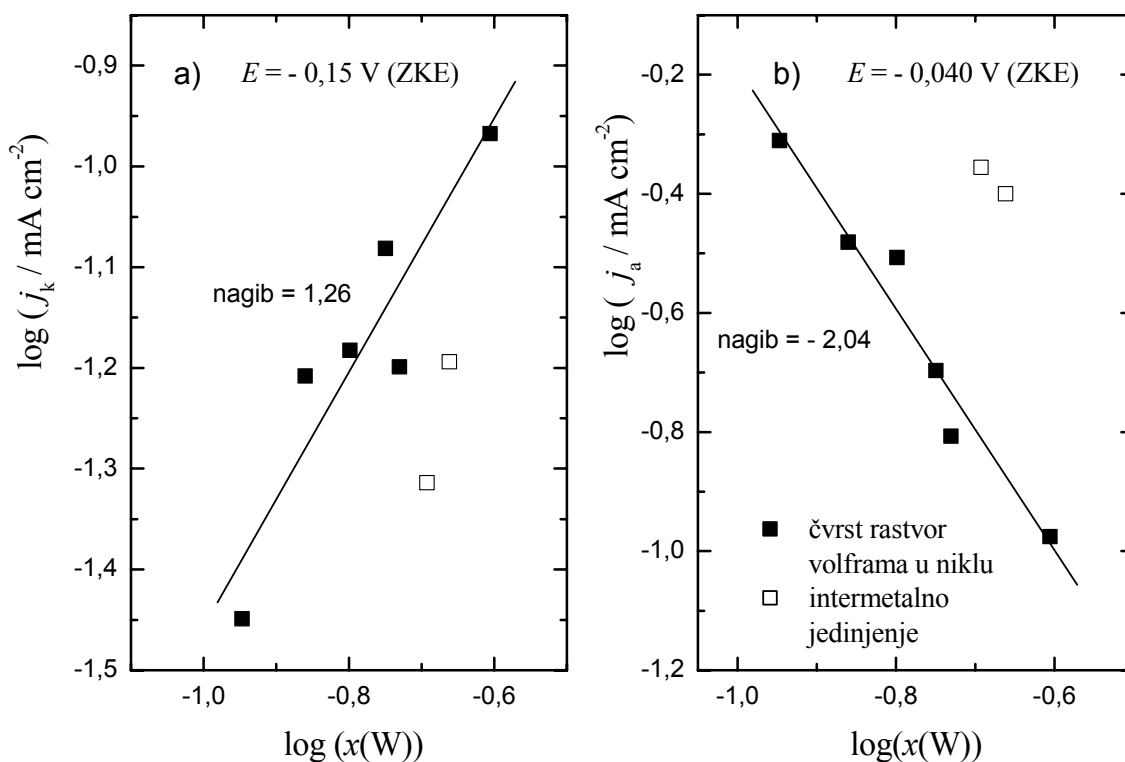 a)
E = - 0,15 V (ZKE)
-0,9
-1,0
-1,1
-1,2
-1,3
-1,4
-1,5
log (j_k / mA cm⁻²)
nagib = 1,26
-1,0 -0,8 -0,6
log (x(W))
b)
E = - 0,040 V (ZKE)
-0,2
-0,4
-0,6
-0,8
-1,0
-1,2
log ( j_a / mA cm⁻²)
nagib = - 2,04
čvrst rastvor
volframa u niklu
intermetalno
jedinjenje
-1,0 -0,8 -0,6
log(x(W))